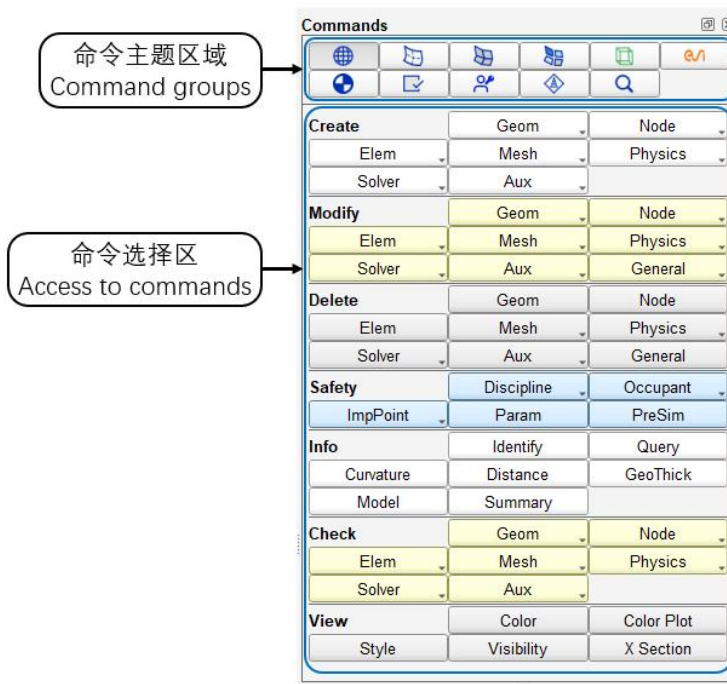 Commands
命令主题区域
Command groups
Create Geom Node
Elem Mesh Physics
Solver Aux
Modify Geom Node
命令选择区
Access to commands
Elem Mesh Physics
Solver Aux General
Delete Geom Node
Elem Mesh Physics
Solver Aux General
Safety Discipline Occupant
ImpPoint Param PreSim
Info Identify Query
Curvature Distance GeoThick
Model Summary
Check Geom Node
Elem Mesh Physics
Solver Aux
View Color Color Plot
Style Visibility X Section